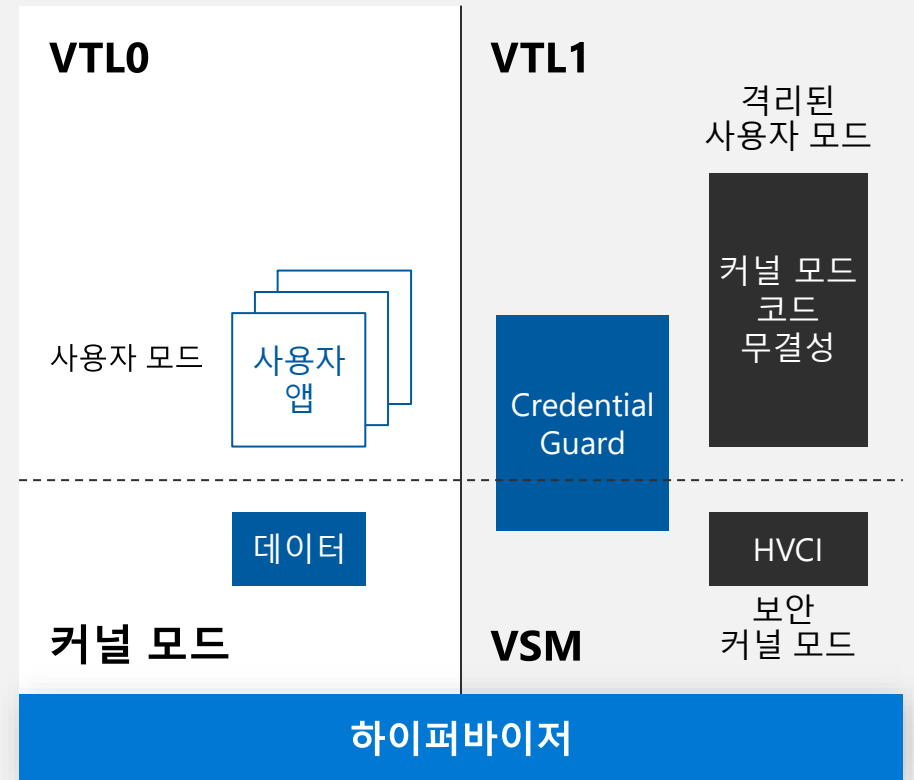 VTL0
VTL1
격리된
사용자 모드
커널 모드
코드
무결성
사용자 모드
사용자
앱
Credential
Guard
데이터
HVCI
보안
커널 모드
커널 모드
VSM
하이퍼바이저